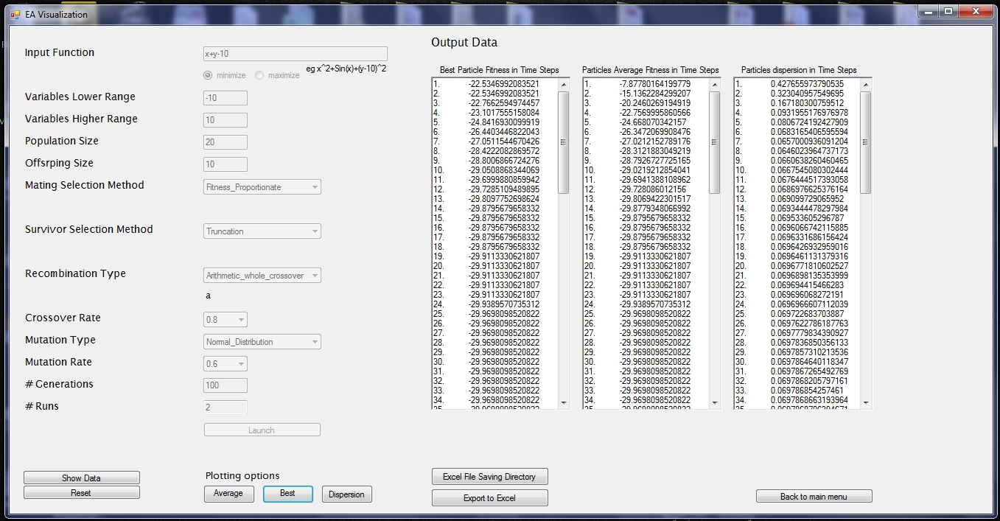 EA Visualization
Input Function
x+y-10
minimize
maximize
eg x^2+Sin(x)+(y-10)^2
Variables Lower Range
-10
Variables Higher Range
10
Population Size
20
Offsrping Size
10
Mating Selection Method
Fitness_Proportionate
Survivor Selection Method
Truncation
Recombination Type
Arithmetic_whole_crossover
a
Crossover Rate
0.8
Mutation Type
Normal_Distribution
Mutation Rate
0.6
# Generations
100
# Runs
2
Launch
Show Data
Reset
Plotting options
Average
Best
Dispersion
Output Data
Best Particle Fitness in Time Steps
1. -22.5346992083521
2. -22.5346992083521
3. -22.7662594974457
4. -23.1017555158084
5. -24.8416930099919
6. -26.4403446822043
7. -27.0511544670426
8. -28.4222082869572
9. -28.8006866724276
10. -29.0508868344069
11. -29.6999880859942
12. -29.7285109489895
13. -29.8097752698624
14. -29.8795679658332
15. -29.8795679658332
16. -29.8795679658332
17. -29.8795679658332
18. -29.8795679658332
19. -29.9113330621807
20. -29.9113330621807
21. -29.9113330621807
22. -29.9113330621807
23. -29.9113330621807
24. -29.9389570735312
25. -29.9698098520822
26. -29.9698098520822
27. -29.9698098520822
28. -29.9698098520822
29. -29.9698098520822
30. -29.9698098520822
31. -29.9698098520822
32. -29.9698098520822
33. -29.9698098520822
34. -29.9698098520822
Particles Average Fitness in Time Steps
1. -7.87780164199779
2. -15.1362284299207
3. -20.2460269194919
4. -22.7569995860566
5. -24.668070342157
6. -26.3472069908476
7. -27.0212152789176
8. -28.3121883049219
9. -28.7926727725165
10. -29.0219212854041
11. -29.6941388108962
12. -29.728086012156
13. -29.8069422301517
14. -29.8779348066992
15. -29.8795679658332
16. -29.8795679658332
17. -29.8795679658332
18. -29.8795679658332
19. -29.9113330621807
20. -29.9113330621807
21. -29.9113330621807
22. -29.9113330621807
23. -29.9113330621807
24. -29.9389570735312
25. -29.9698098520822
26. -29.9698098520822
27. -29.9698098520822
28. -29.9698098520822
29. -29.9698098520822
30. -29.9698098520822
31. -29.9698098520822
32. -29.9698098520822
33. -29.9698098520822
34. -29.9698098520822
Particles dispersion in Time Steps
1. 0.427655973790535
2. 0.323040957549695
3. 0.167180300759512
4. 0.0931955176976978
5. 0.0806724192427909
6. 0.0683165406595594
7. 0.0657000936091204
8. 0.0646023964737173
9. 0.0660638260460465
10. 0.0667545080302444
11. 0.0676444517393058
12. 0.0686976625376164
13. 0.069099729065952
14. 0.0693444478297984
15. 0.069533605296787
16. 0.0696066742115885
17. 0.0696331686156424
18. 0.0696426932959016
19. 0.0696461131379316
20. 0.0696771810602527
21. 0.0696898135353999
22. 0.069694415466283
23. 0.069696068272191
24. 0.0696966607112039
25. 0.069722683703887
26. 0.0697622786187763
27. 0.0697779834390927
28. 0.0697836850356133
29. 0.0697857310213536
30. 0.0697864640118347
31. 0.0697867265492769
32. 0.0697868205797161
33. 0.069786854257461
34. 0.0697868663193964
Excel File Saving Directory
Export to Excel
Back to main menu